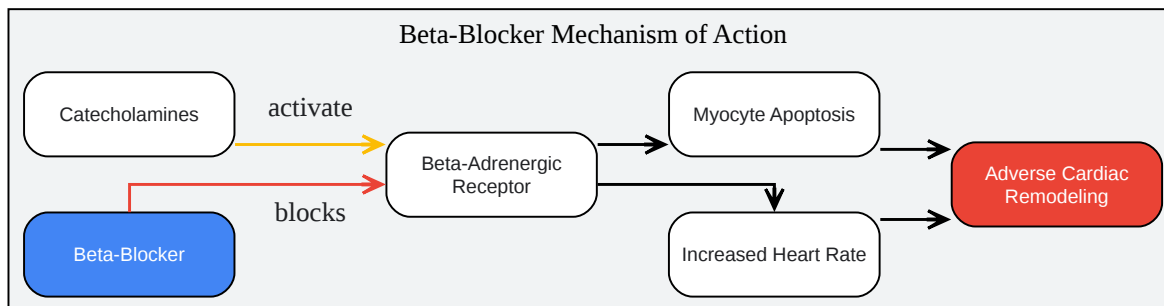 Beta-Blocker Mechanism of Action
Catecholamines
activate
Beta-Adrenergic
Receptor
blocks
Beta-Blocker
Myocyte Apoptosis
Increased Heart Rate
Adverse Cardiac
Remodeling